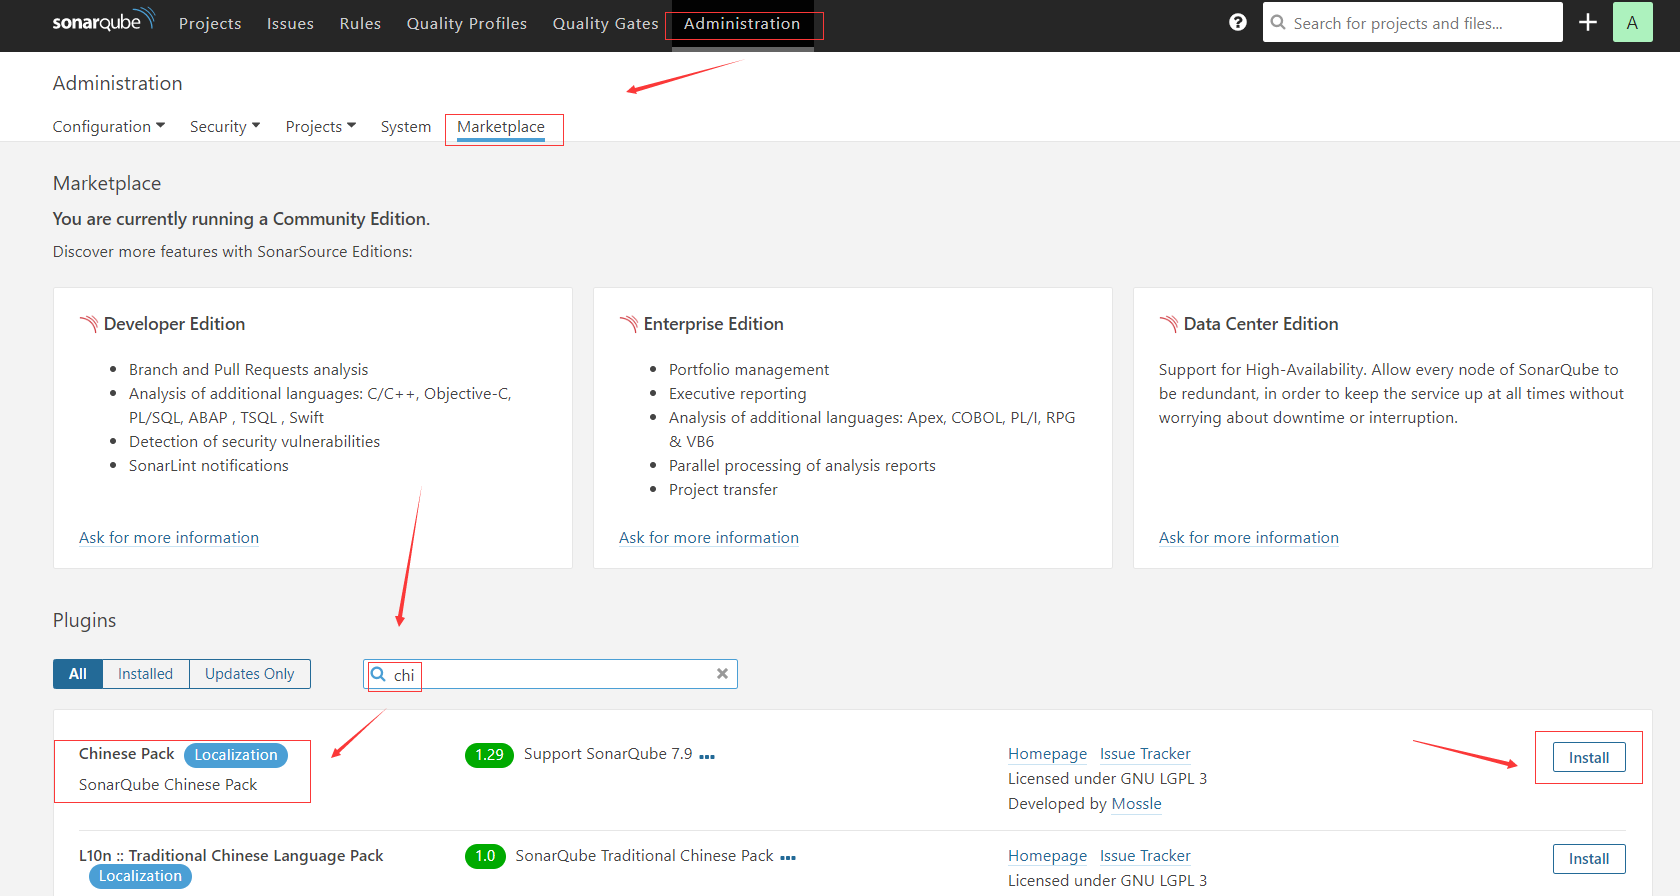 sonarqube Projects Issues Rules Quality Profiles Quality Gates Administration Search for projects and files... A
Administration
Configuration Security Projects System Marketplace
Marketplace
You are currently running a Community Edition.
Discover more features with SonarSource Editions:
Developer Edition
Branch and Pull Requests analysis
Analysis of additional languages: C/C++, Objective-C,
PL/SQL, ABAP , TSQL , Swift
Detection of security vulnerabilities
SonarLint notifications
Ask for more information
Enterprise Edition
Portfolio management
Executive reporting
Analysis of additional languages: Apex, COBOL, PL/I, RPG
& VB6
Parallel processing of analysis reports
Project transfer
Ask for more information
Data Center Edition
Support for High-Availability. Allow every node of SonarQube to
be redundant, in order to keep the service up at all times without
worrying about downtime or interruption.
Ask for more information
Plugins
All Installed Updates Only chi
Chinese Pack Localization
SonarQube Chinese Pack
1.29 Support SonarQube 7.9 ...
Homepage Issue Tracker
Licensed under GNU LGPL 3
Developed by Mossle
Install
L10n :: Traditional Chinese Language Pack
Localization
1.0 SonarQube Traditional Chinese Pack ...
Homepage Issue Tracker
Licensed under GNU LGPL 3
Install